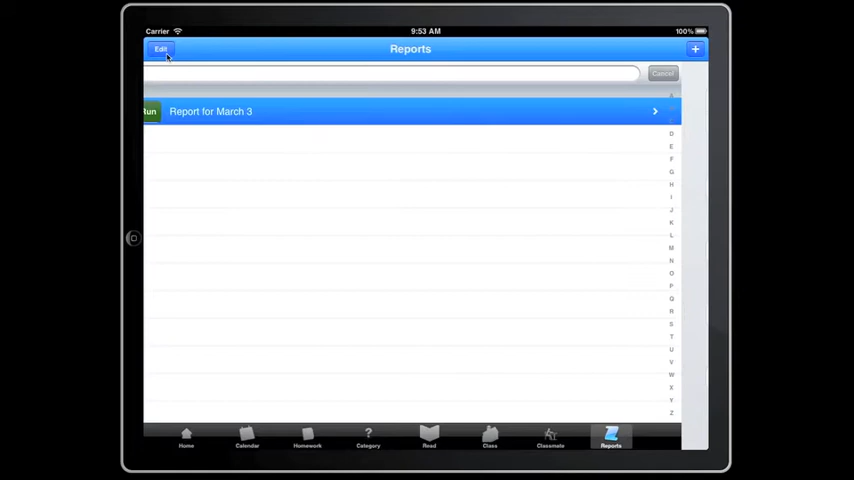 Carrier 9:53 AM 100%
Edit Reports +
Cancel
A
Run Report for March 3
D
E
F
G
H
I
J
K
L
M
N
O
P
Q
R
S
T
U
V
W
X
Y
Z
Home Calendar Homework ? Category Read Class Classmate Reports